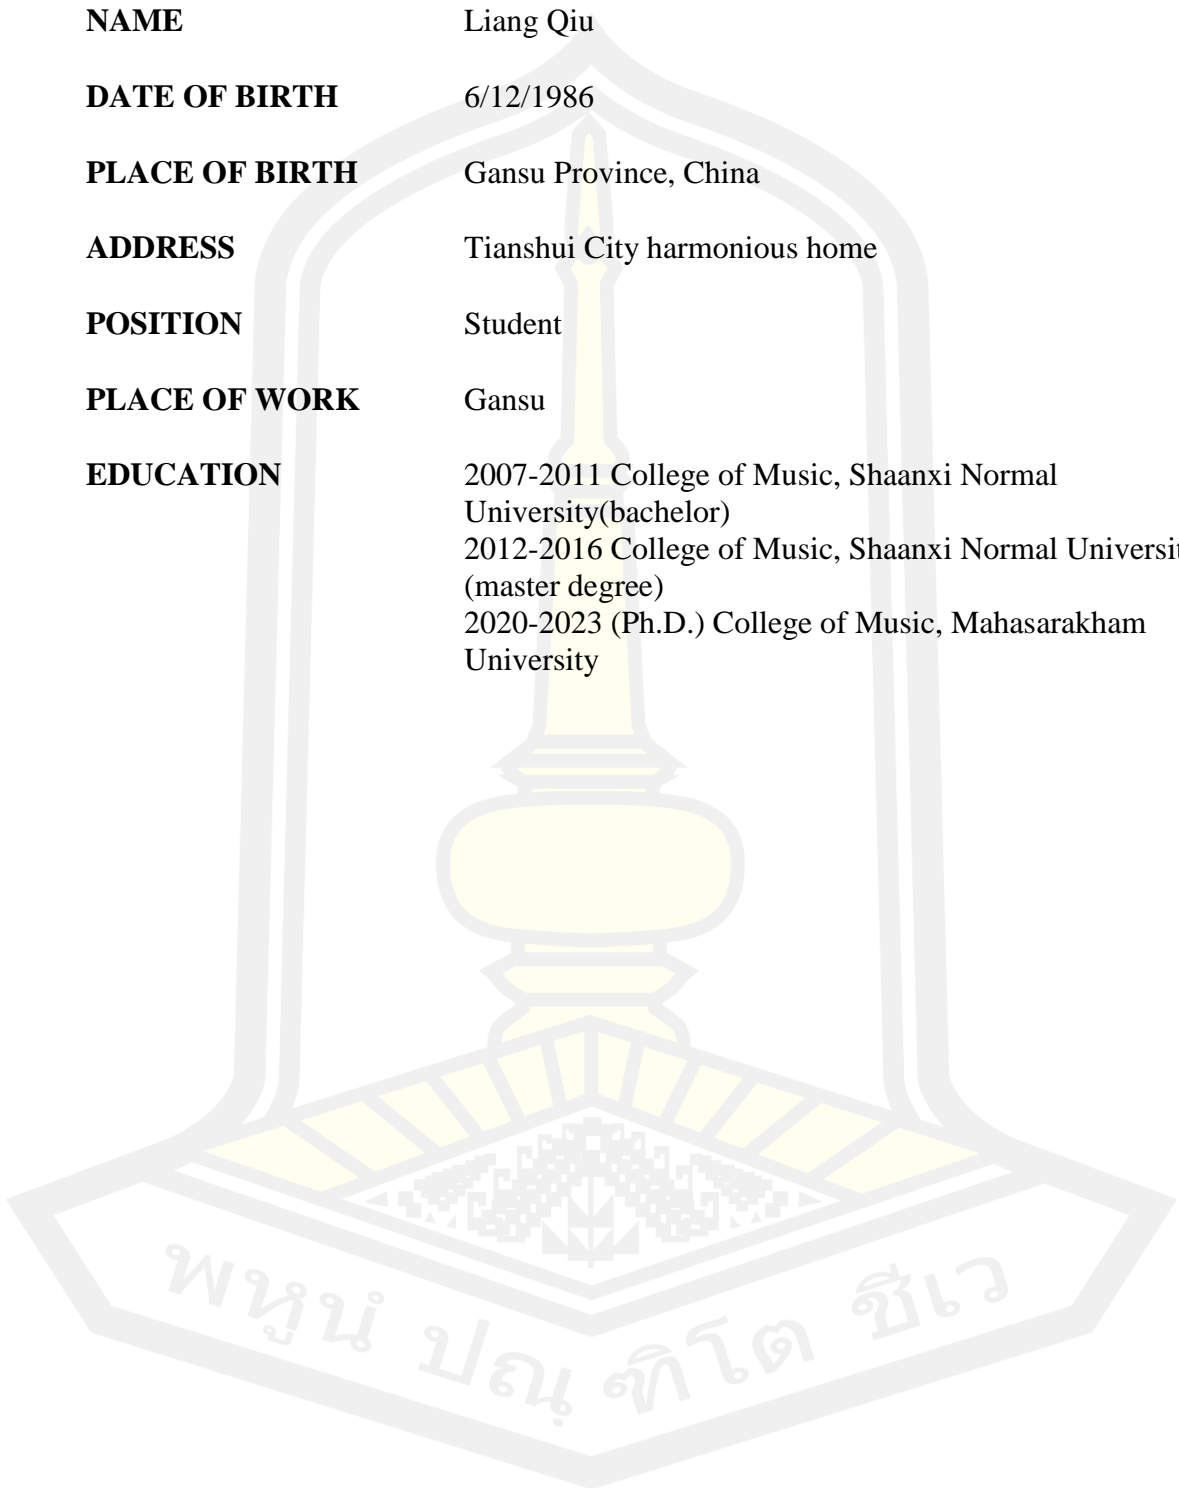 NAME Liang Qiu
DATE OF BIRTH 6/12/1986
PLACE OF BIRTH Gansu Province, China
ADDRESS Tianshui City harmonious home
POSITION Student
PLACE OF WORK Gansu
EDUCATION 2007-2011 College of Music, Shaanxi Normal
University(bachelor)
2012-2016 College of Music, Shaanxi Normal Universit
(master degree)
2020-2023 (Ph.D.) College of Music, Mahasarakham
University
พหูนํ ปณฺฑิโต ชีเว